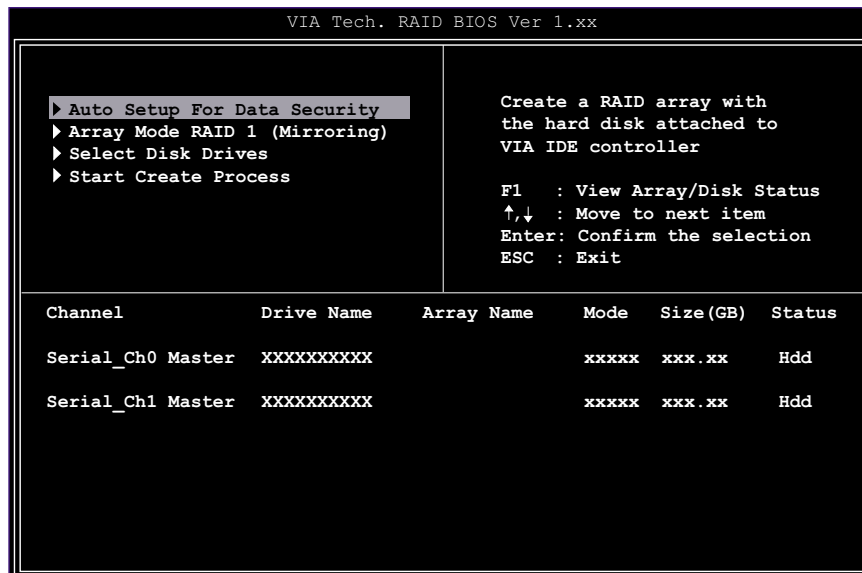 VIA Tech. RAID BIOS Ver 1.xx
Auto Setup For Data Security
Array Mode RAID 1 (Mirroring)
Select Disk Drives
Start Create Process
Create a RAID array with
the hard disk attached to
VIA IDE controller
F1 : View Array/Disk Status
↑,↓ : Move to next item
Enter: Confirm the selection
ESC : Exit
Channel Drive Name Array Name Mode Size(GB) Status
Serial_Ch0 Master XXXXXXXXXX xxxxx xxx.xx Hdd
Serial_Ch1 Master XXXXXXXXXX xxxxx xxx.xx Hdd